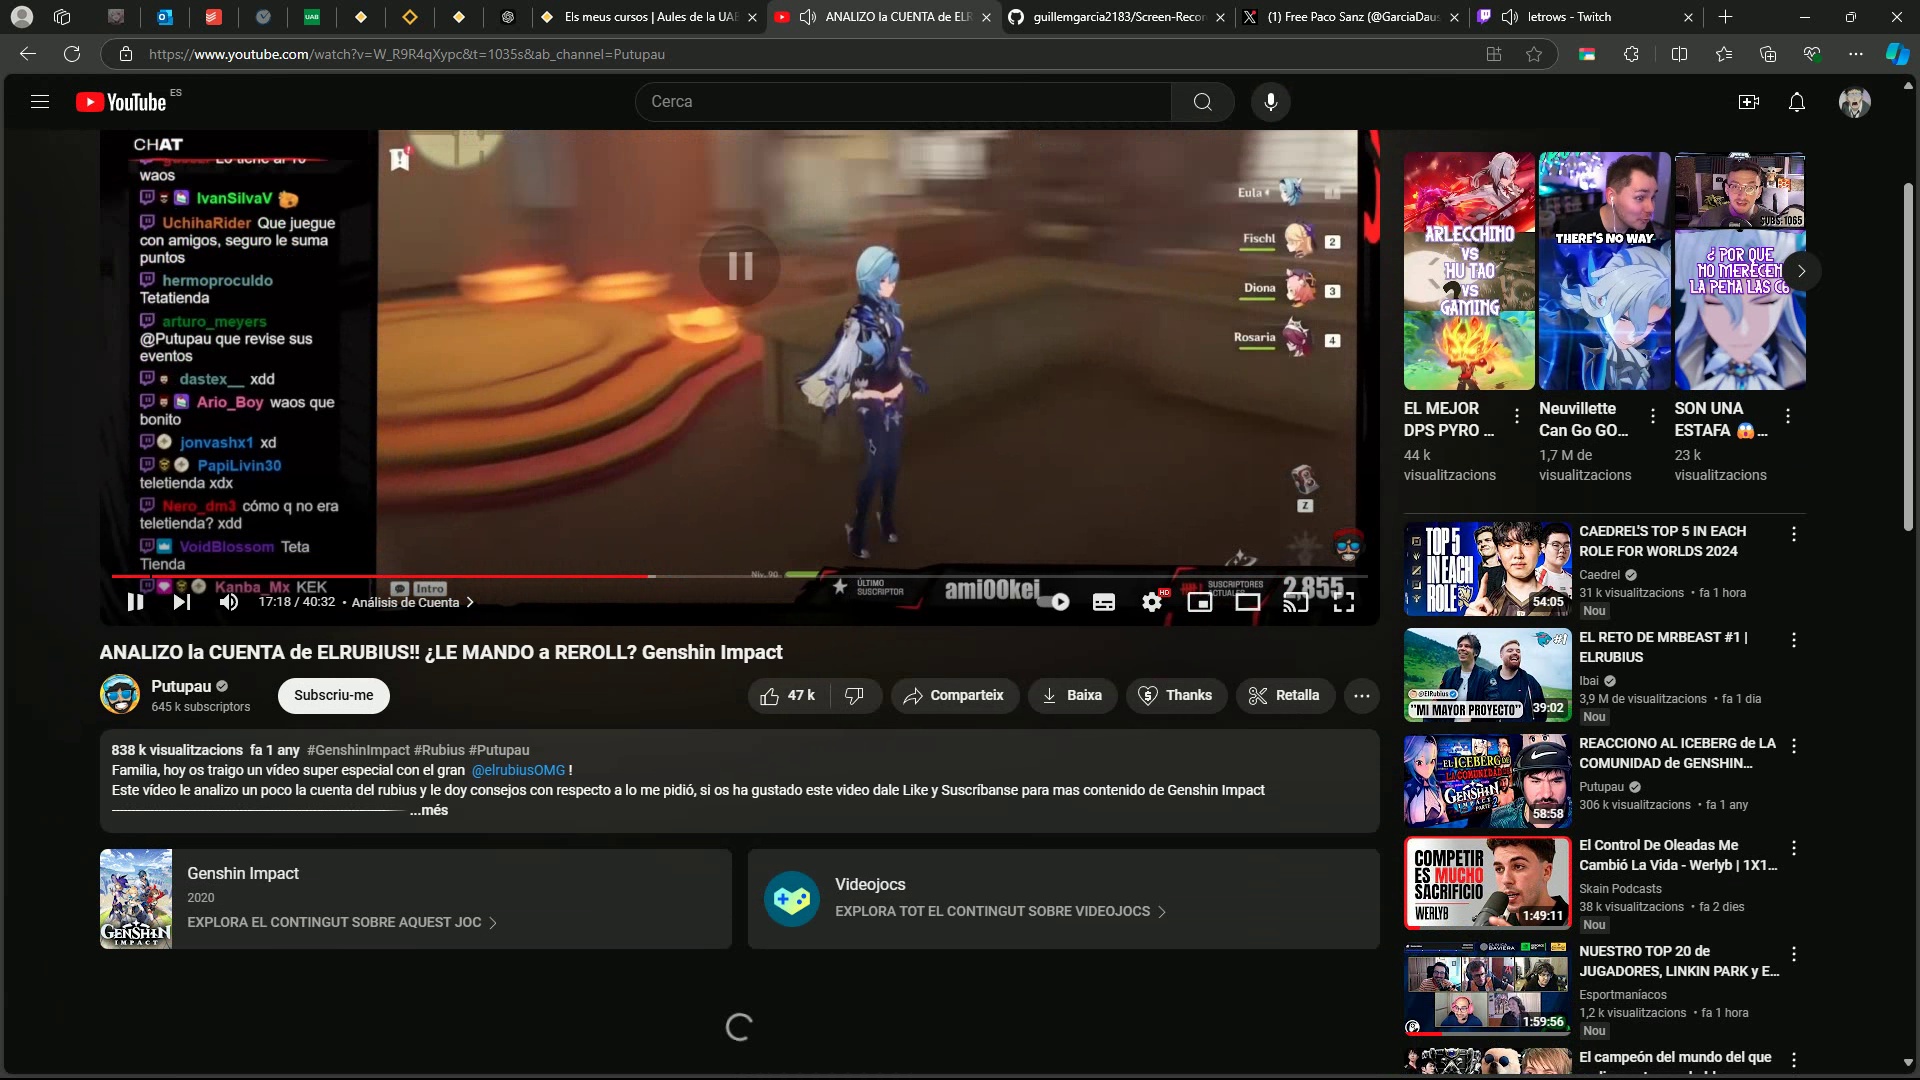 Els meus cursos | Aules de la UAB
ANALIZO la CUENTA de ELR
guillemgarcia2183/Screen-Recor
(1) Free Paco Sanz (@GarciaDaus
letrows - Twitch
https://www.youtube.com/watch?v=W_R9R4qXypc&t=1035s&ab_channel=Putupau
YouTube ES
Cerca
CHAT
waos
IvanSilvaV
UchihaRider Que juegue
con amigos, seguro le suma
puntos
hermoproculdo
Tetatienda
arturo_meyers
@Putupau que revise sus
eventos
dastex__ xdd
Ario_Boy waos que
bonito
jonvashx1 xd
PapiLivin30
teletienda xdx
Nero_dm3 cómo q no era
teletienda? xdd
VoidBlossom Teta
Tienda
Kanba_Mx KEK
Eula
Fischl 2
Diona 3
Rosaria 4
Z
Intro
Niv. 90
ÚLTIMO
SUSCRIPTOR
ami00kei
SUSCRIPTORES
ACTUALES
2.855
17:18 / 40:32 • Análisis de Cuenta
HD
ANALIZO la CUENTA de ELRUBIUS!! ¿LE MANDO a REROLL? Genshin Impact
Putupau
645 k subscriptors
Subscriu-me
47 k
Comparteix
Baixa
Thanks
Retalla
838 k visualitzacions fa 1 any #GenshinImpact #Rubius #Putupau
Familia, hoy os traigo un vídeo super especial con el gran @elrubiusOMG !
Este vídeo le analizo un poco la cuenta del rubius y le doy consejos con respecto a lo me pidió, si os ha gustado este video dale Like y Suscríbanse para mas contenido de Genshin Impact
...més
GENSHIN
IMPACT
Genshin Impact
2020
EXPLORA EL CONTINGUT SOBRE AQUEST JOC
Videojocs
EXPLORA TOT EL CONTINGUT SOBRE VIDEOJOCS
ARLECCHINO
VS
HU TAO
VS
GAMING
EL MEJOR
DPS PYRO ...
44 k
visualitzacions
THERE'S NO WAY
Neuvillette
Can Go GO...
1,7 M de
visualitzacions
SUBS: 1065
¿ POR QUE
NO MERECEN
LA PENA LAS C6
SON UNA
ESTAFA 😱...
23 k
visualitzacions
TOP 5
IN EACH
ROLE
54:05
CAEDREL'S TOP 5 IN EACH
ROLE FOR WORLDS 2024
Caedrel
31 k visualitzacions • fa 1 hora
Nou
#1
@ElRubius
"MI MAYOR PROYECTO"
39:02
EL RETO DE MRBEAST #1 |
ELRUBIUS
Ibai
3,9 M de visualitzacions • fa 1 dia
Nou
EL ICEBERG de
LA COMUNIDAD de
GENSHIN
IMPACT PARTE 2
58:58
REACCIONO AL ICEBERG de LA
COMUNIDAD de GENSHIN...
Putupau
306 k visualitzacions • fa 1 any
COMPETIR
ES MUCHO
SACRIFICIO
WERLYB
1:49:11
El Control De Oleadas Me
Cambió La Vida - Werlyb | 1X1...
Skain Podcasts
38 k visualitzacions • fa 2 dies
Nou
1:59:56
NUESTRO TOP 20 de
JUGADORES, LINKIN PARK y E...
Esportmaníacos
1,2 k visualitzacions • fa 1 hora
Nou
El campeón del mundo del que